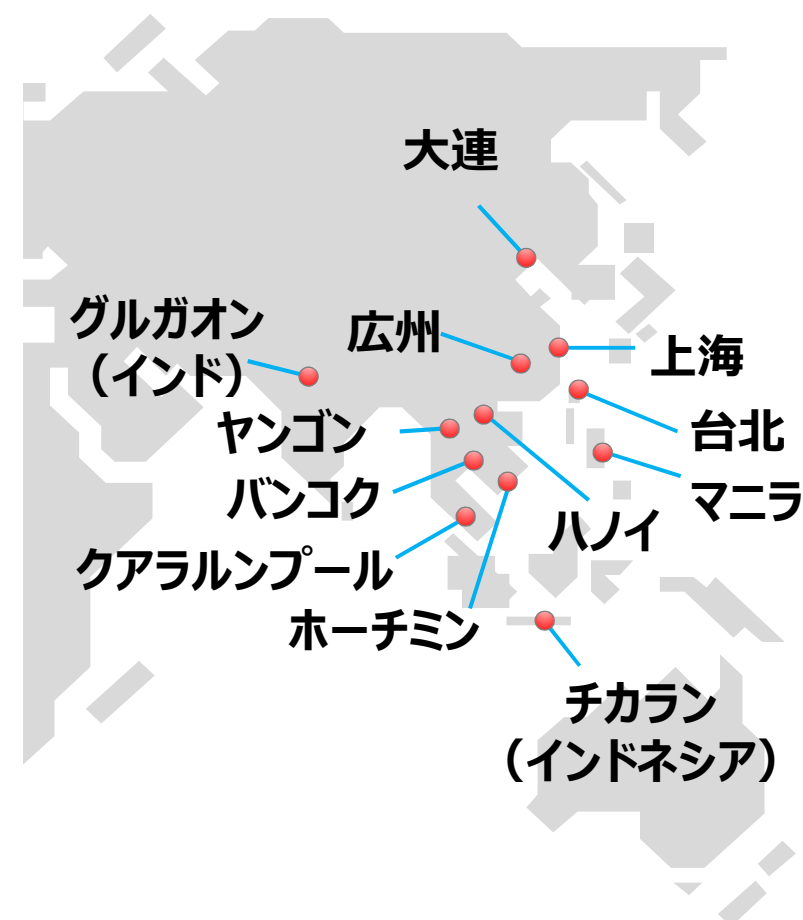 大連
グルガオン
（インド）
広州
上海
ヤンゴン
台北
バンコク
マニラ
ハノイ
クアラルンプール
ホーチミン
チカラン
（インドネシア）